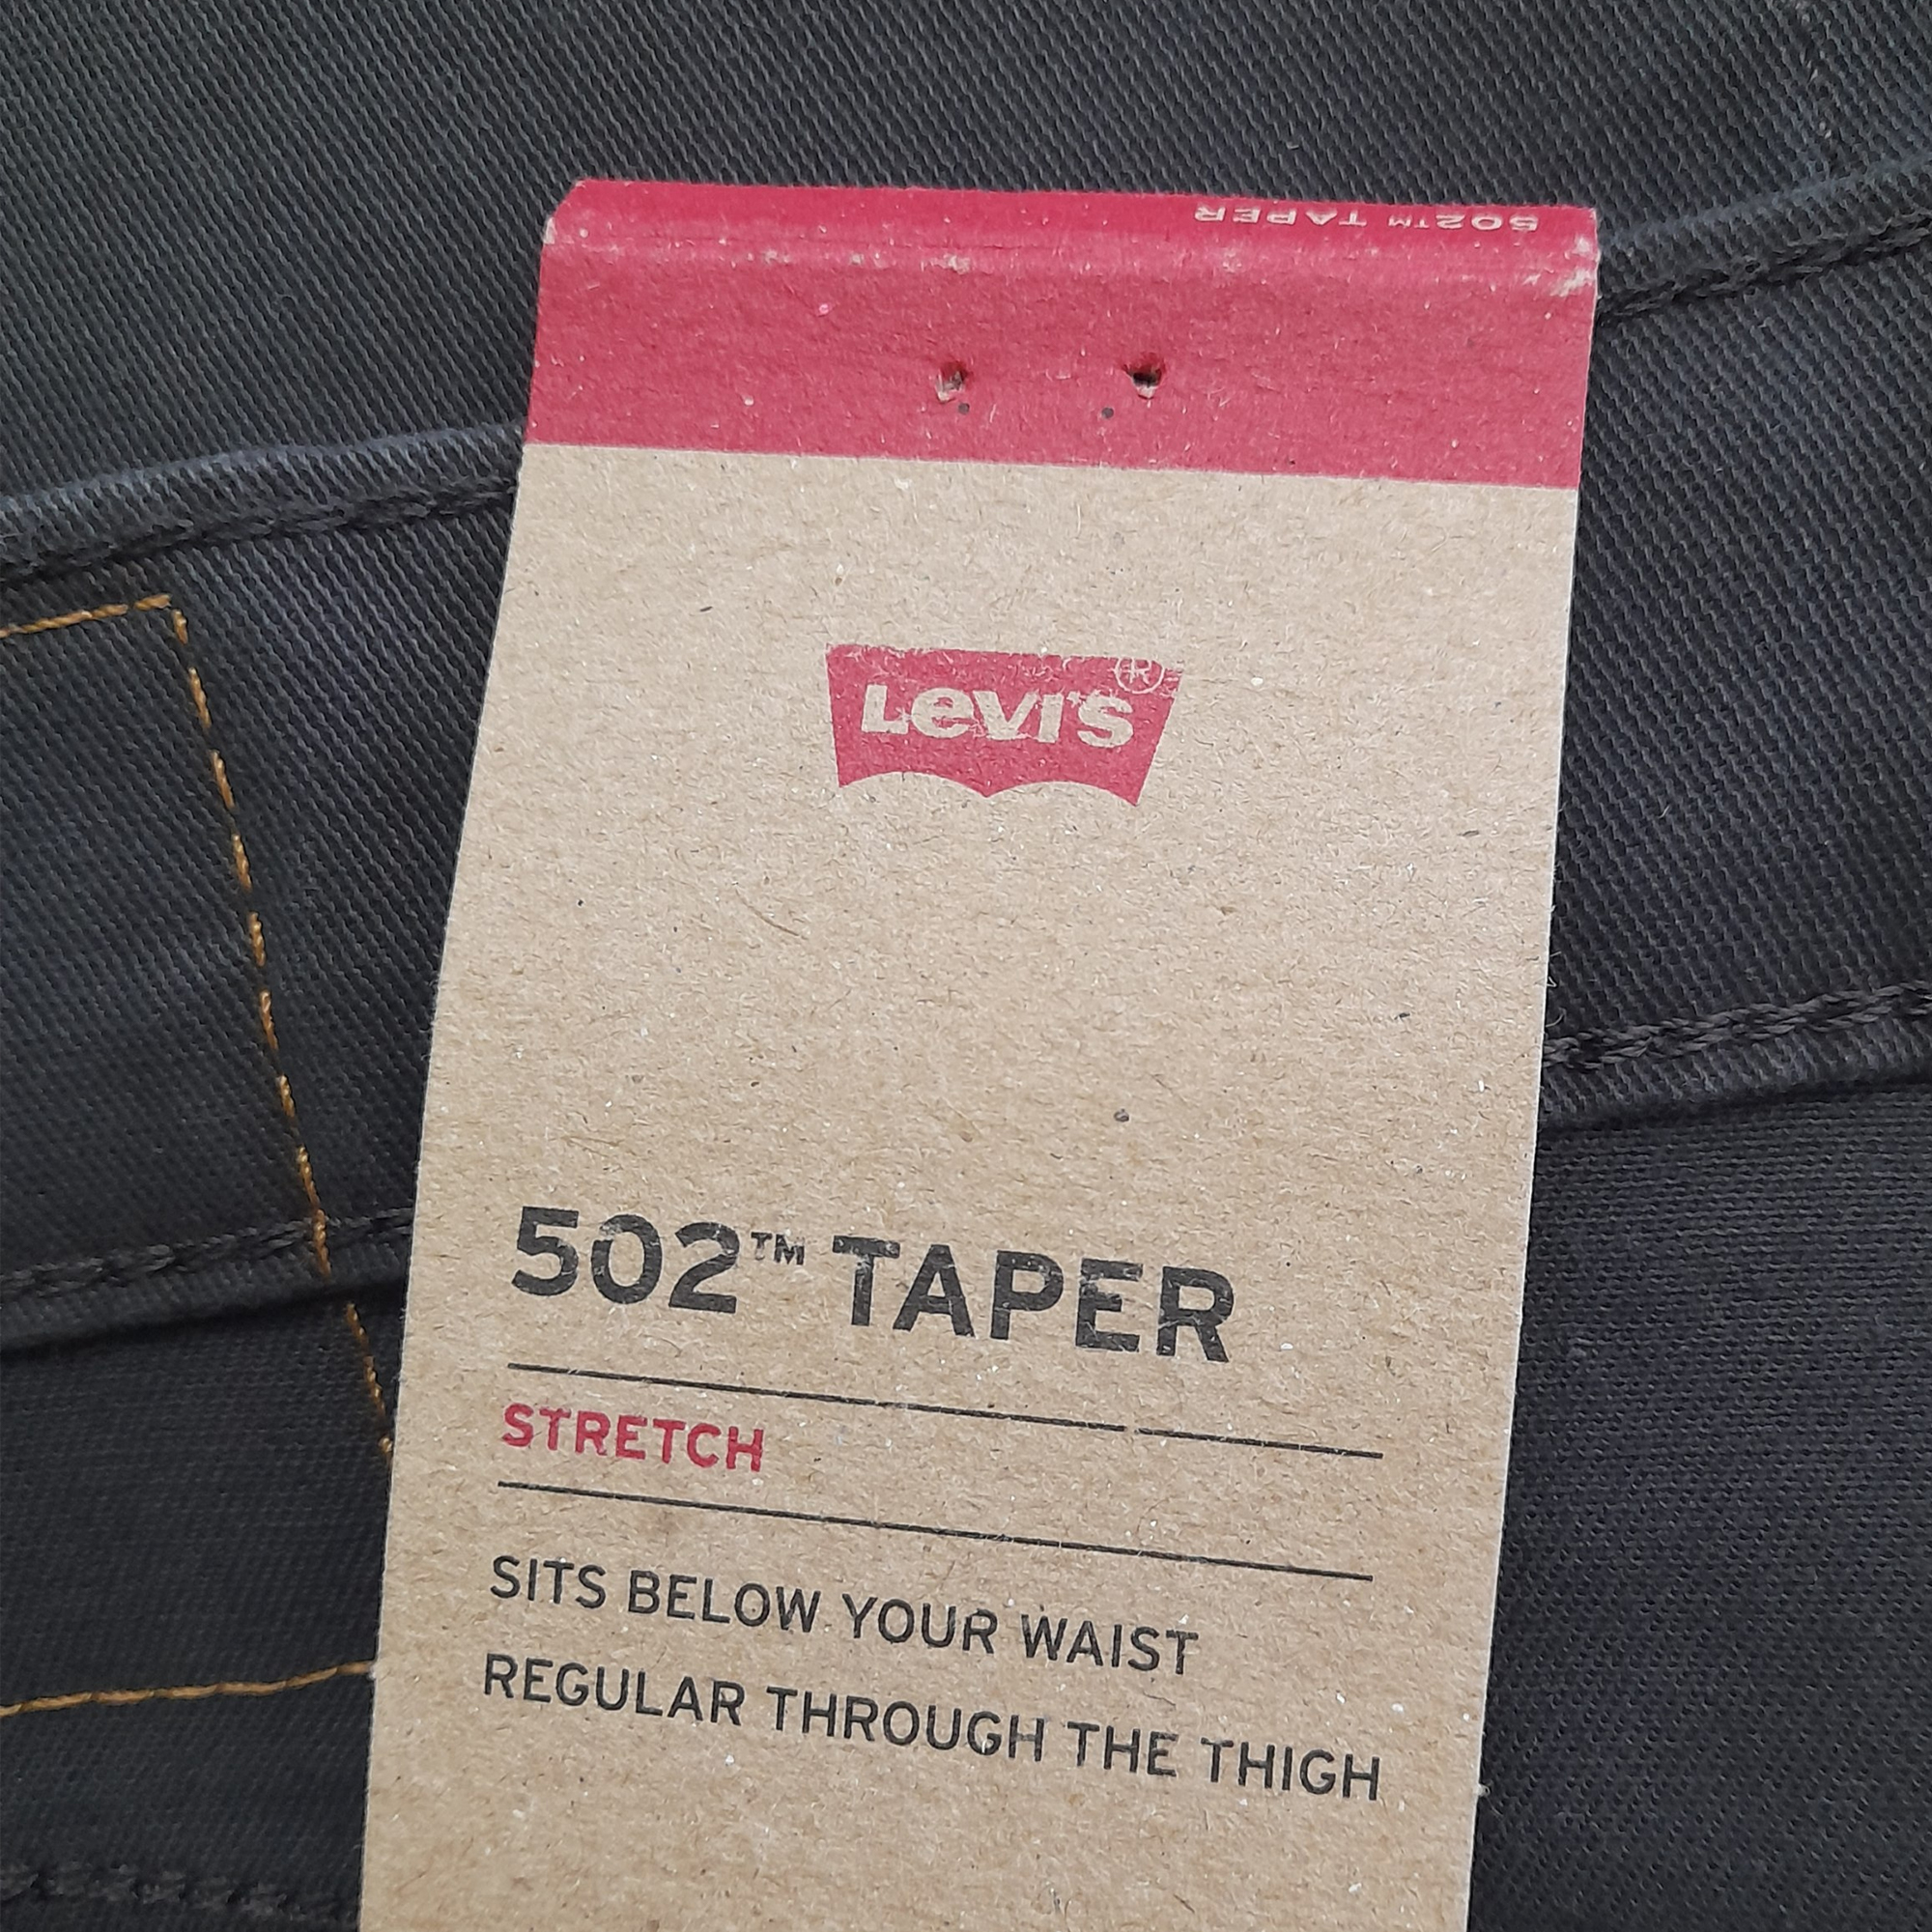 502™ TAPER
LEVI'S®
502™ TAPER
STRETCH
SITS BELOW YOUR WAIST
REGULAR THROUGH THE THIGH